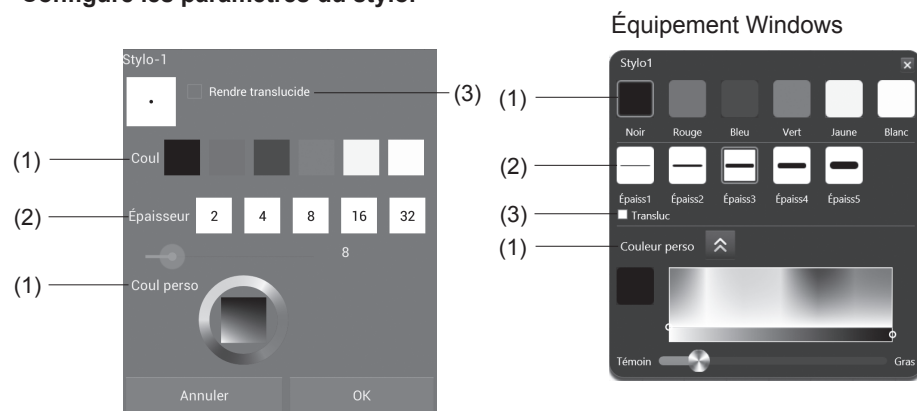 Configure les paramètres du stylo.
Équipement Windows
Stylo-1
Rendre translucide
(3)
(1)
Coul
(2)
Épaisseur
2 4 8 16 32
8
(1)
Coul perso
Annuler OK
Stylo1
(1)
Noir Rouge Bleu Vert Jaune Blanc
(2)
Épaiss1 Épaiss2 Épaiss3 Épaiss4 Épaiss5
(3)
Transluc
(1)
Couleur perso
Témoin Gras